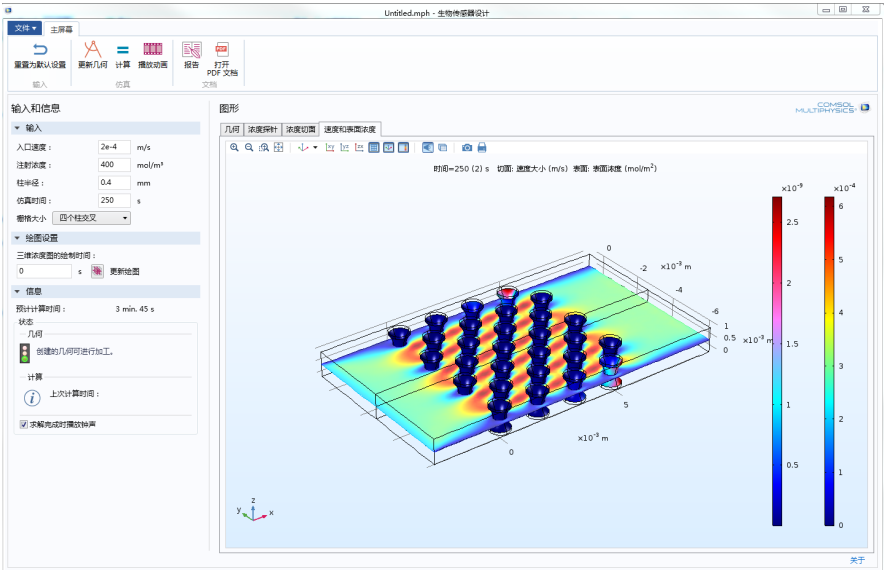 Untitled.mph - 生物传感器设计
文件 主屏幕
重置为默认设置 更新几何 计算 播放动画 报告 打开
PDF 文档
输入 仿真 文档
输入和信息
输入
入口速度： 2e-4 m/s
注射浓度： 400 mol/m³
柱半径： 0.4 mm
仿真时间： 250 s
栅格大小 四个柱交叉
绘图设置
三维浓度图的绘制时间：
0 s 更新绘图
信息
预计计算时间： 3 min. 45 s
状态
几何
创建的几何可进行加工。
计算
上次计算时间：
求解完成时播放钟声
图形
COMSOL
MULTIPHYSICS®
几何 浓度探针 浓度切面 速度和表面浓度
xy yz zx
时间=250 (2) s 切面: 速度大小 (m/s) 表面: 表面浓度 (mol/m²)
×10⁻⁹ ×10⁻⁴
2.5
2
1.5
1
0.5
6
5
4
3
2
1
0
0
-2 ×10⁻³ m
-4
-6
1
0.5 ×10⁻³ m
0
5
×10⁻³ m
0
z
y
x
关于